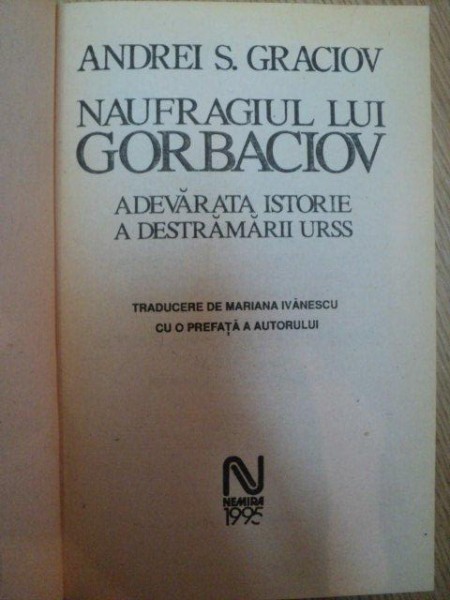 ANDREI S. GRACIOV
NAUFRAGIUL LUI
GORBACIOV
ADEVĂRATA ISTORIE
A DESTRĂMĂRII URSS
TRADUCERE DE MARIANA IVĂNESCU
CU O PREFAȚĂ A AUTORULUI
NEMIRA
1995